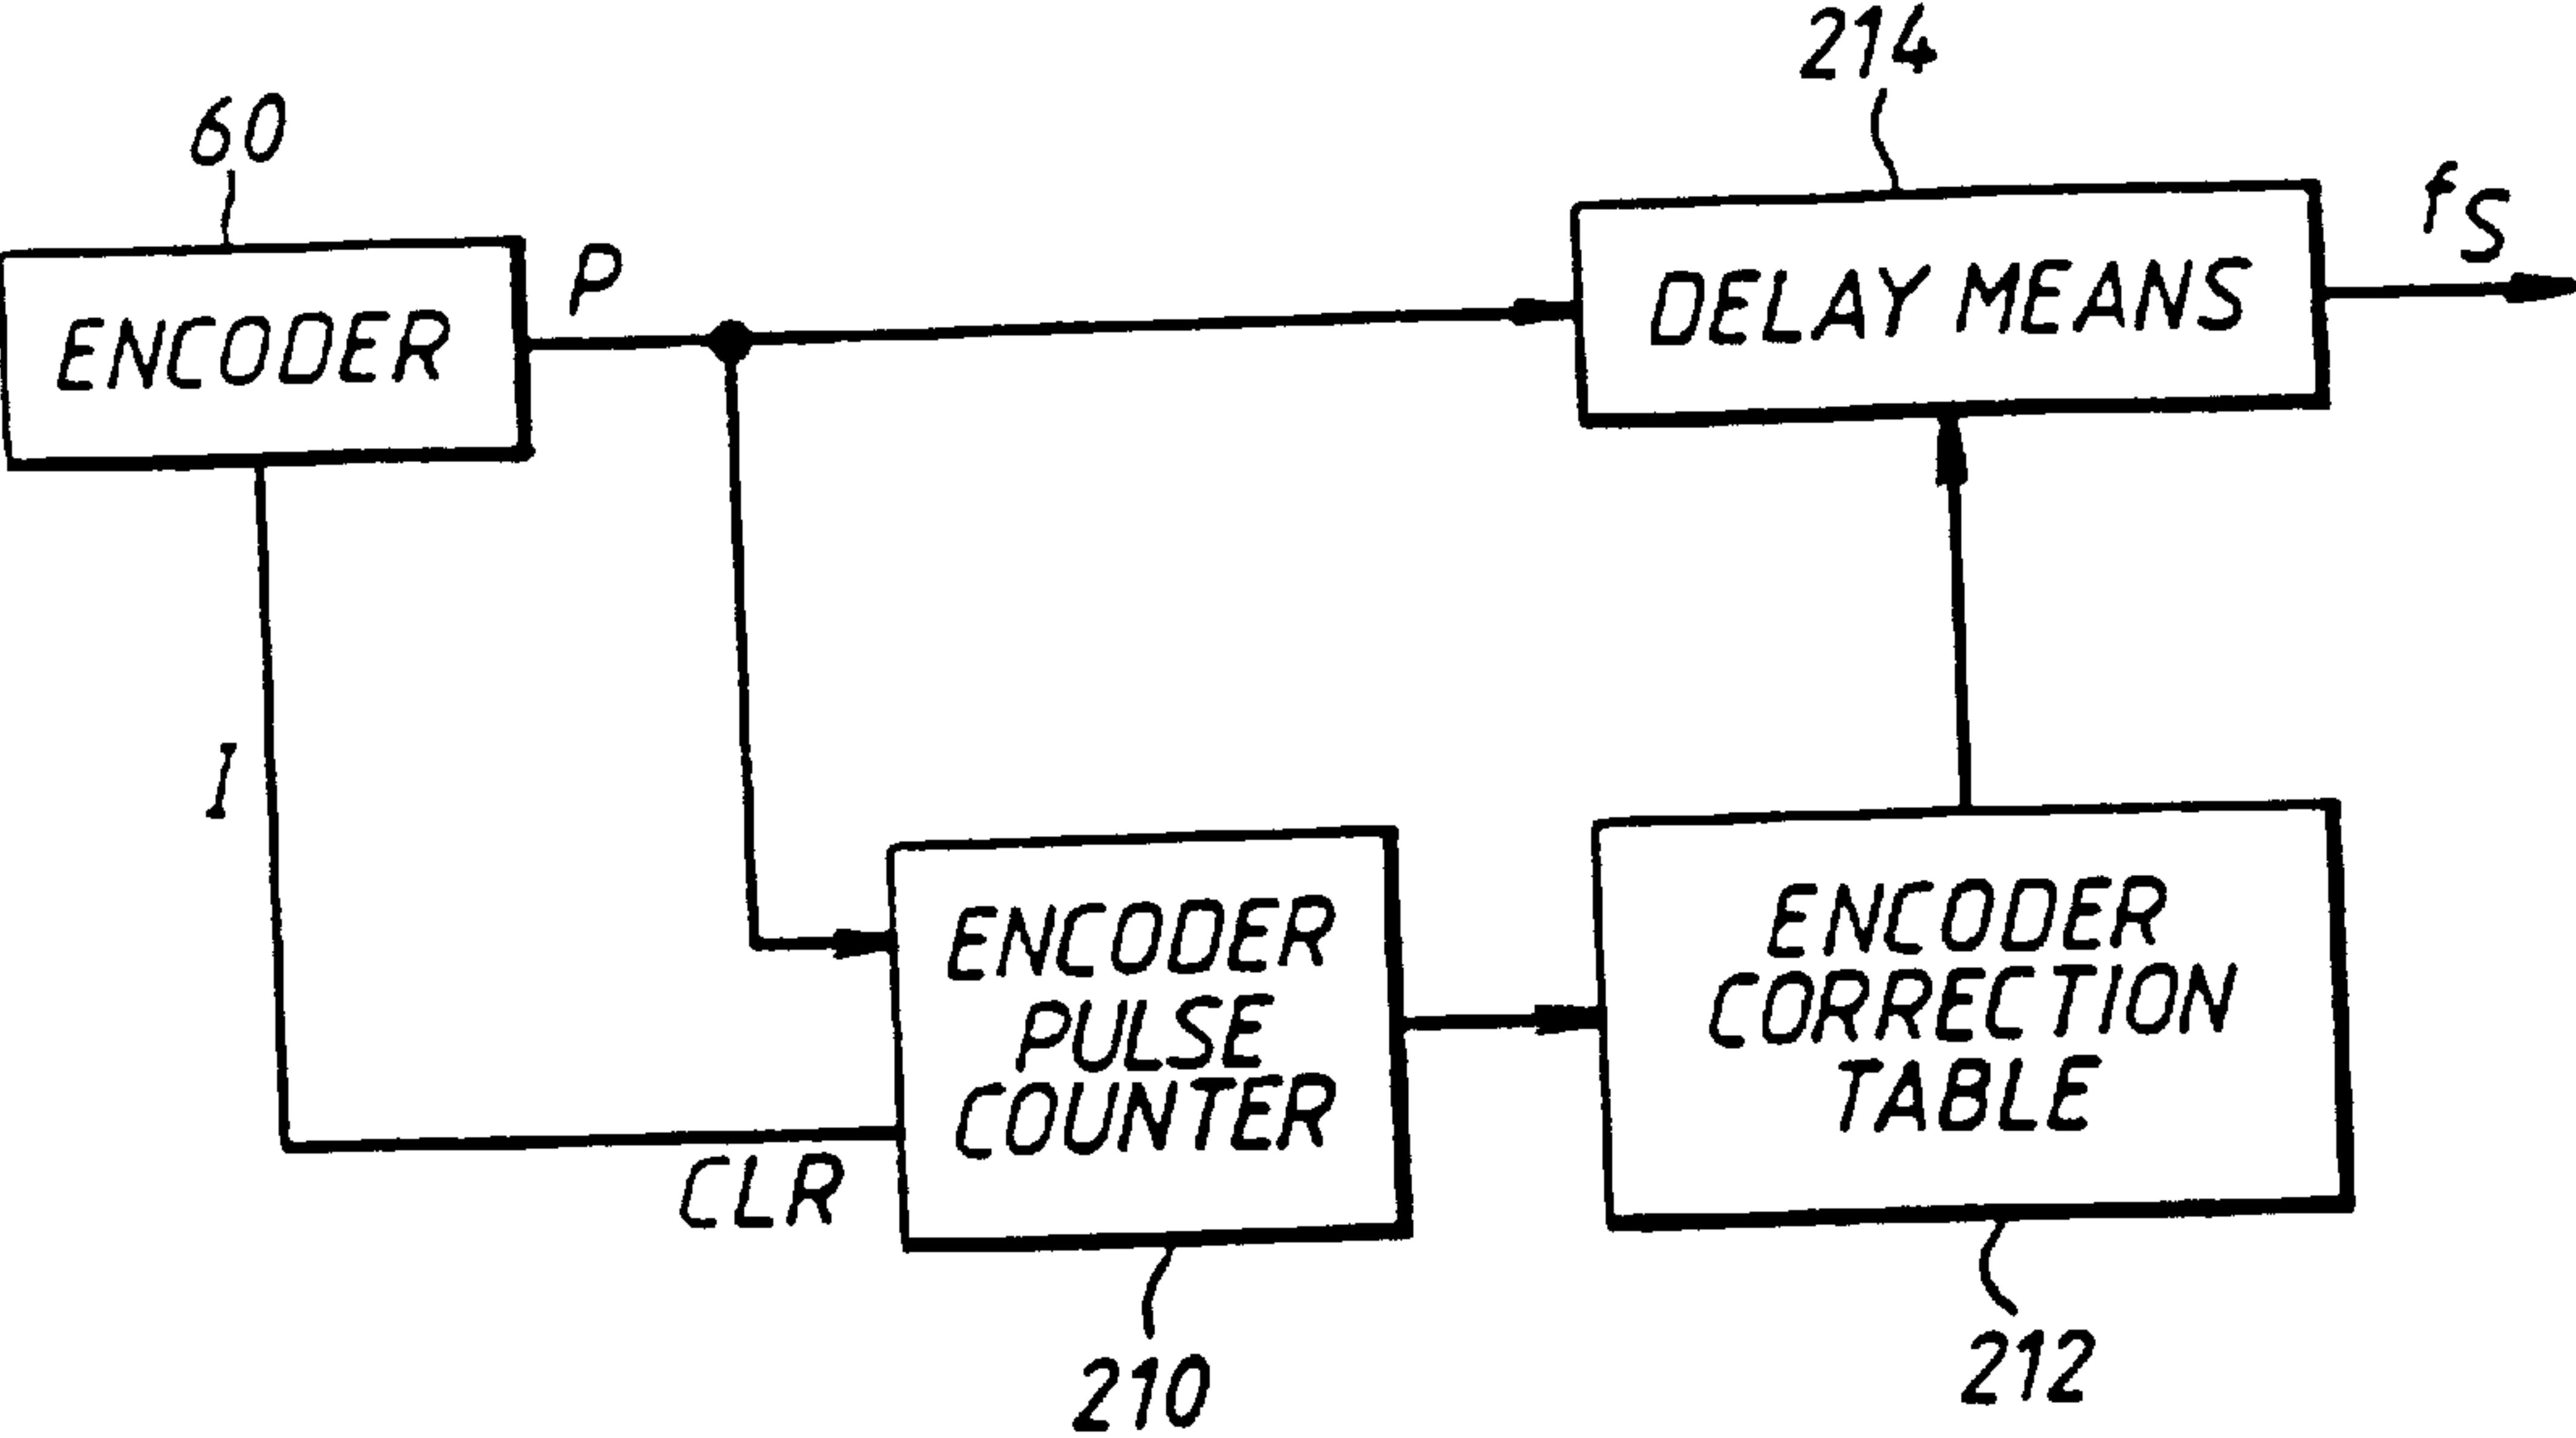 214
60
fS
P
DELAY MEANS
ENCODER
I
ENCODER
PULSE
COUNTER
ENCODER
CORRECTION
TABLE
CLR
210
212